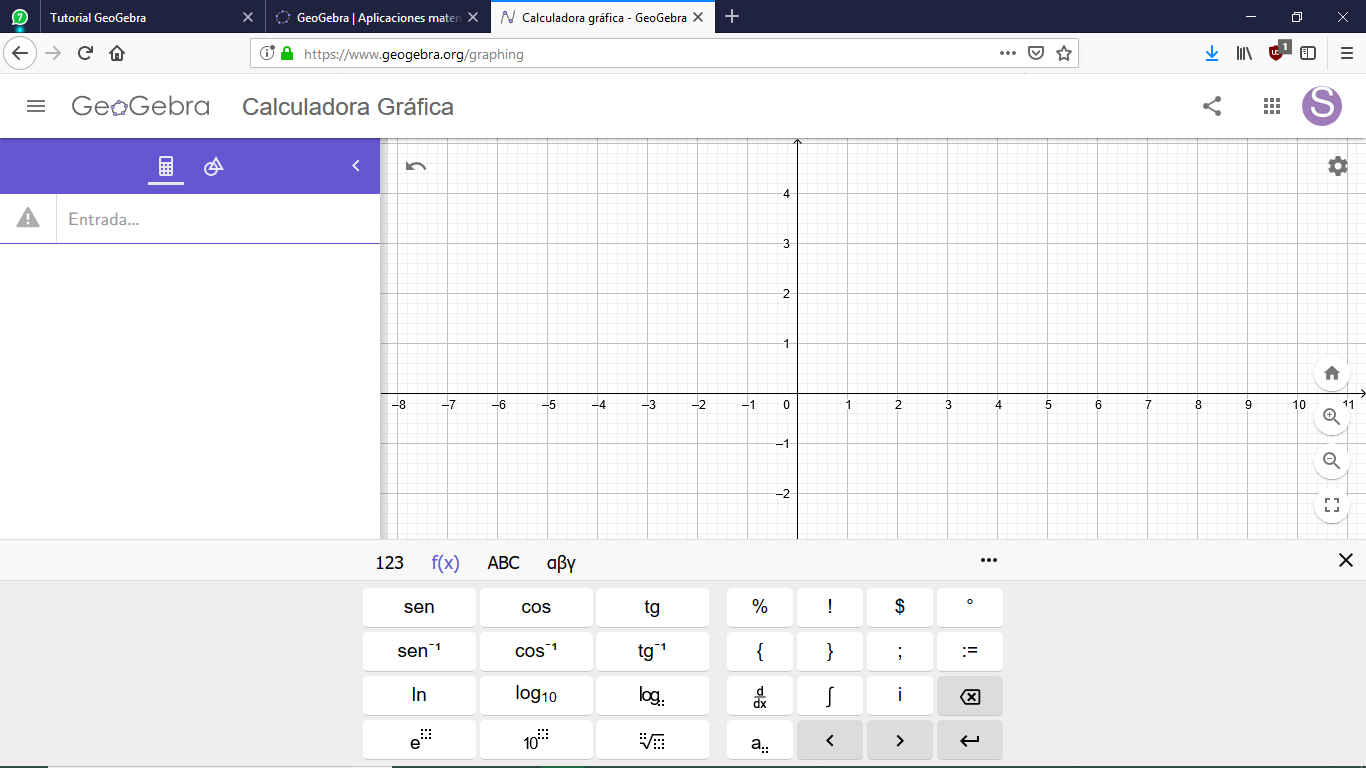 7 Tutorial GeoGebra GeoGebra | Aplicaciones matem Calculadora gráfica - GeoGebra
https://www.geogebra.org/graphing 1
GeoGebra Calculadora Gráfica S
Entrada...
4
3
2
1
–8 –7 –6 –5 –4 –3 –2 –1 0 1 2 3 4 5 6 7 8 9 10 11
–1
–2
123 f(x) ABC αβγ
sen cos tg % ! $ °
sen⁻¹ cos⁻¹ tg⁻¹ { } ; :=
ln log₁₀ log d/dx ∫ i
e 10 √ a < >